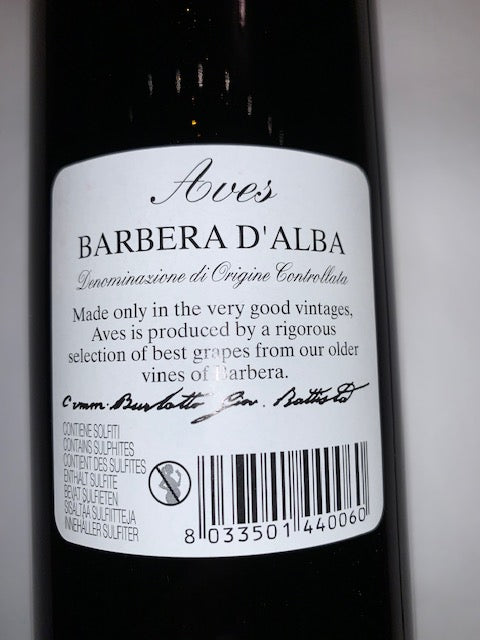 Aves
BARBERA D'ALBA
Denominazione di Origine Controllata
Made only in the very good vintages,
Aves is produced by a rigorous
selection of best grapes from our older
vines of Barbera.
Comm. Burlotto Giov. Battista
CONTIENE SOLFITI
CONTAINS SULPHITES
CONTIENT DES SULFITES
ENTHÄLT SULFITE
BEVAT SULFIETEN
SISÄLTÄÄ SULFIITTEJA
INNEHÅLLER SULFITER
8 033501 440060